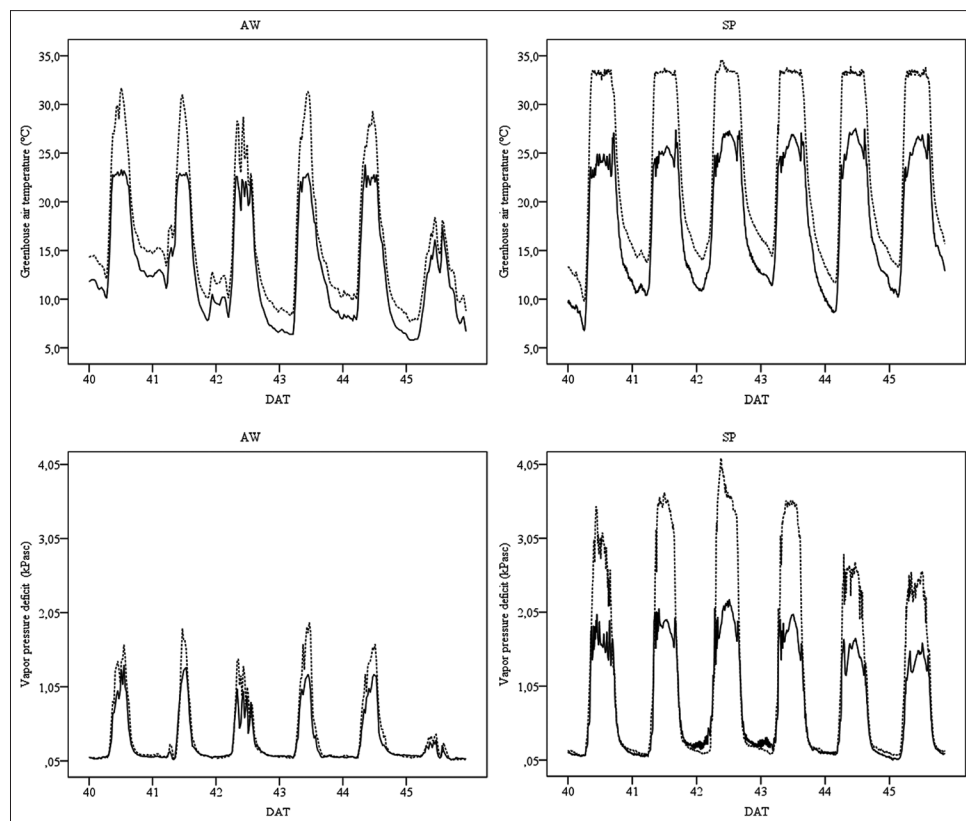 AW
SP
Greenhouse air temperature (°C)
35,0
30,0
25,0
20,0
15,0
10,0
5,0
40 41 42 43 44 45
DAT
Greenhouse air temperature (°C)
35,0
30,0
25,0
20,0
15,0
10,0
5,0
40 41 42 43 44 45
DAT
AW
SP
Vapor pressure deficit (kPasc)
4,05
3,05
2,05
1,05
,05
40 41 42 43 44 45
DAT
Vapor pressure deficit (kPasc)
4,05
3,05
2,05
1,05
,05
40 41 42 43 44 45
DAT